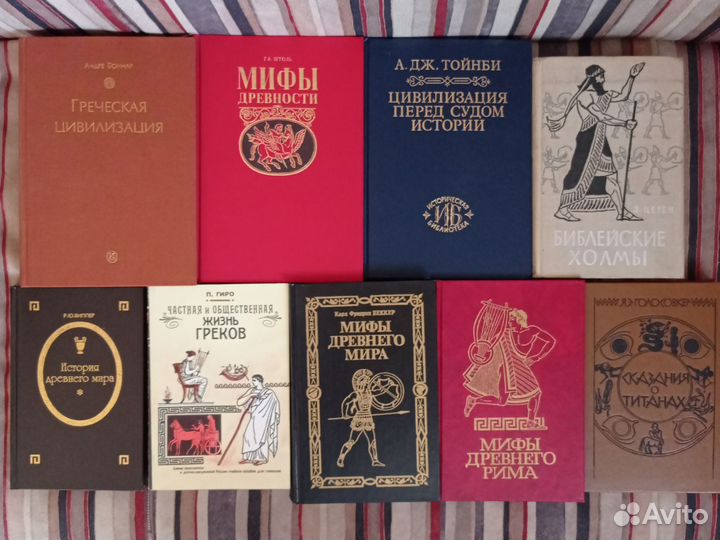 Андре Боннар
ГРЕЧЕСКАЯ
ЦИВИЛИЗАЦИЯ
Г.В. ШТОЛЬ
МИФЫ
ДРЕВНОСТИ
А. ДЖ. ТОЙНБИ
ЦИВИЛИЗАЦИЯ
ПЕРЕД СУДОМ
ИСТОРИИ
ИСТОРИЧЕСКАЯ
ИБ
БИБЛИОТЕКА
Э. ЦЕРЕН
БИБЛЕЙСКИЕ
ХОЛМЫ
Р.Ю.ВИППЕР
История
древнего мира
П. ГИРО
ЧАСТНАЯ И ОБЩЕСТВЕННАЯ
ЖИЗНЬ
ГРЕКОВ
Карл Фридрих БЕККЕР
МИФЫ
ДРЕВНЕГО
МИРА
МИФЫ
ДРЕВНЕГО
РИМА
Я.Э.ГОЛОСОВКЕР
СКАЗАНИЯ О
ТИТАНАХ
Avito